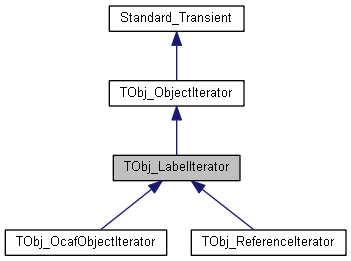 Standard_Transient
TObj_ObjectIterator
TObj_LabelIterator
TObj_OcafObjectIterator
TObj_ReferenceIterator